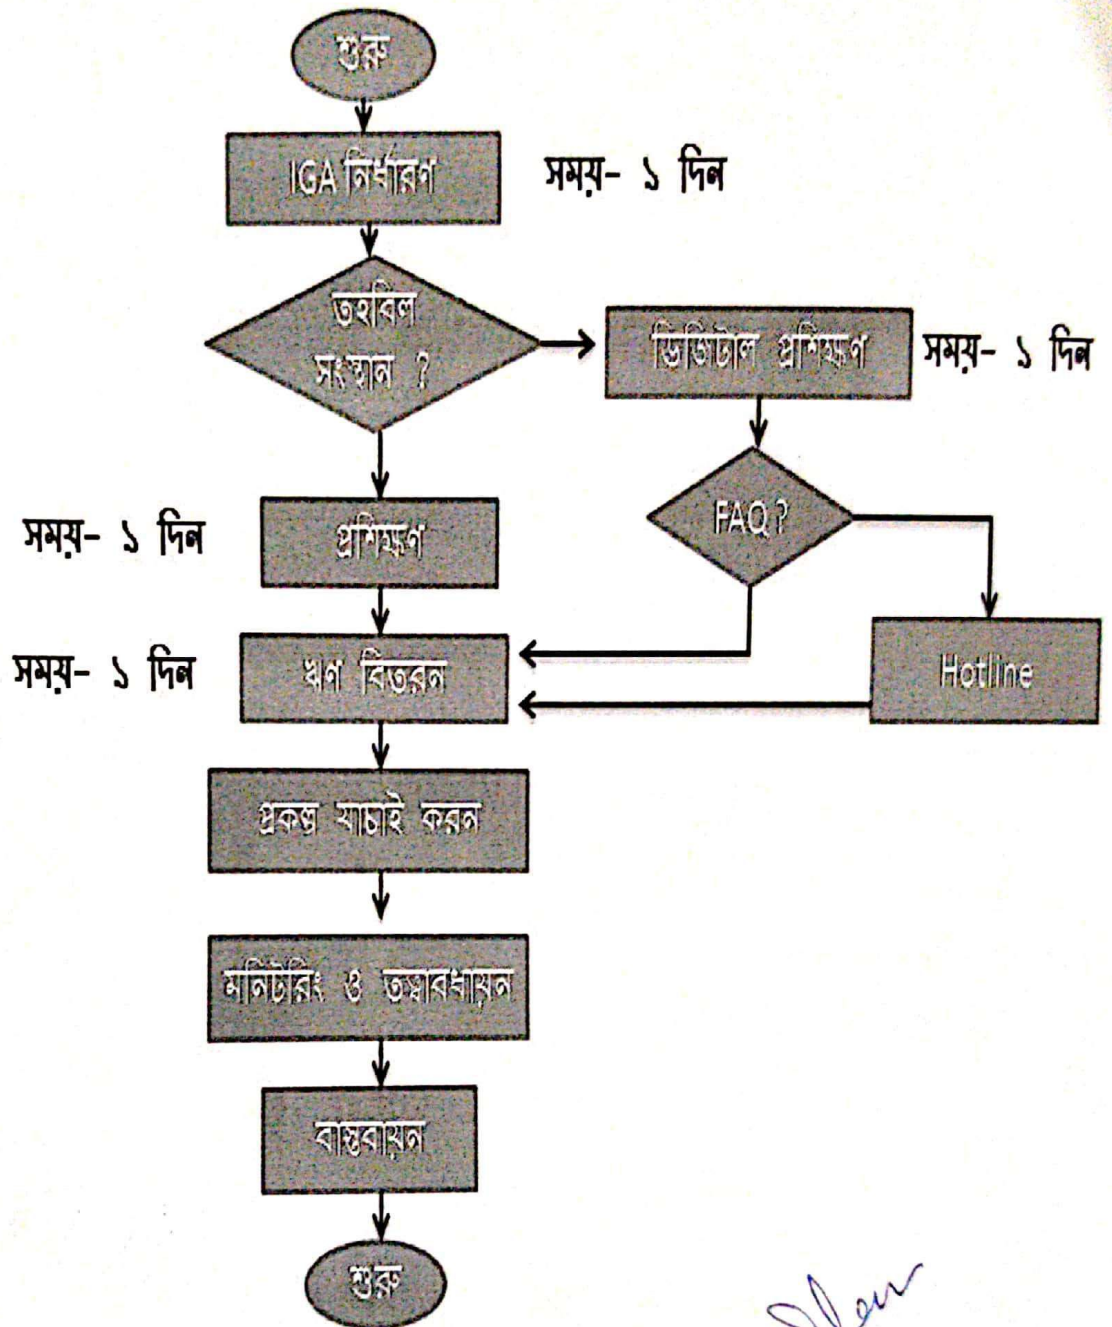 শুরু
IGA নির্ধারণ
সময়- ১ দিন
তহবিল
সংস্থান ?
ডিজিটাল প্রশিক্ষণ
সময়- ১ দিন
FAQ?
সময়- ১ দিন
প্রশিক্ষণ
সময়- ১ দিন
ঋণ বিতরন
Hotline
প্রকল্প যাচাই করন
মনিটরিং ও তত্ত্বাবধায়ন
বাস্তবায়ন
শুরু